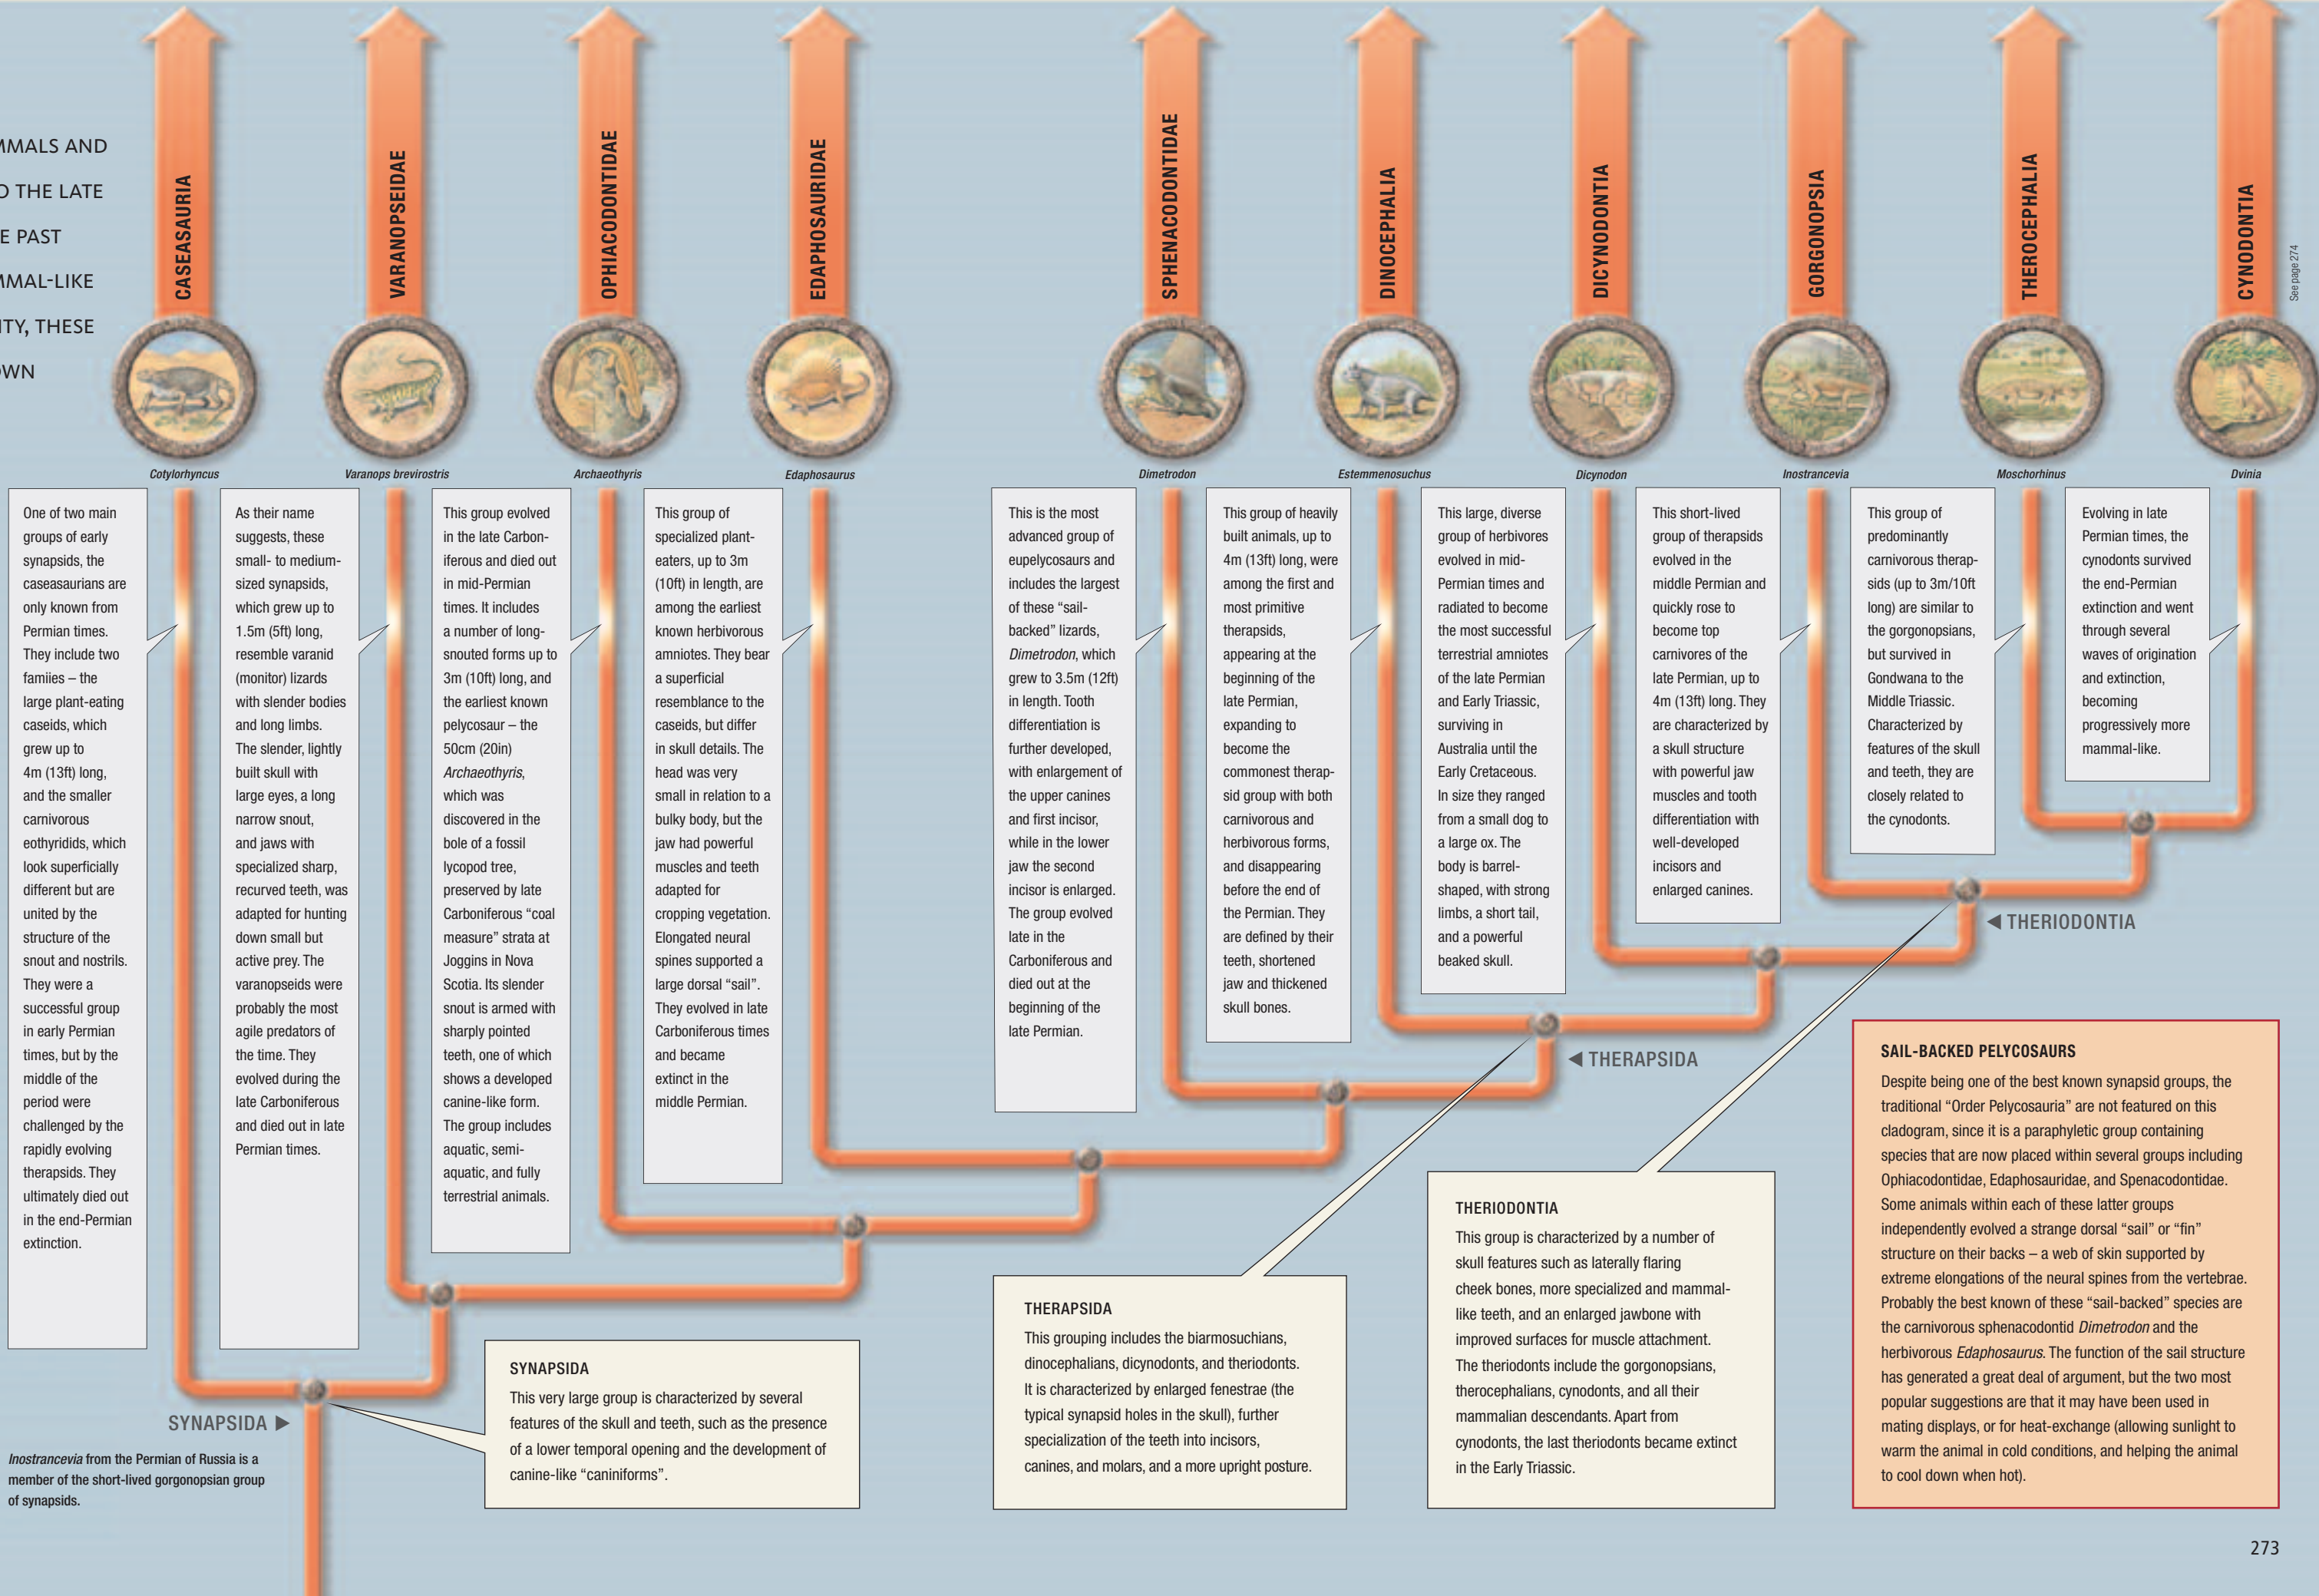 MMALS AND
O THE LATE
E PAST
MMAL-LIKE
ITY, THESE
OWN
CASEASAURIA
VARANOPSEIDAE
OPHIACODONTIDAE
EDAPHOSAURIDAE
SPHENACODONTIDAE
DINOCEPHALIA
DICYNODONTIA
GORGONOPSIA
THEROCEPHALIA
CYNODONTIA
See page 274
Cotylorhyncus
Varanops brevirostris
Archaeothyris
Edaphosaurus
Dimetrodon
Estemmenosuchus
Dicynodon
Inostrancevia
Moschorhinus
Dvinia
One of two main
groups of early
synapsids, the
caseasaurians are
only known from
Permian times.
They include two
famiies – the
large plant-eating
caseids, which
grew up to
4m (13ft) long,
and the smaller
carnivorous
eothyridids, which
look superficially
different but are
united by the
structure of the
snout and nostrils.
They were a
successful group
in early Permian
times, but by the
middle of the
period were
challenged by the
rapidly evolving
therapsids. They
ultimately died out
in the end-Permian
extinction.
As their name
suggests, these
small- to medium-
sized synapsids,
which grew up to
1.5m (5ft) long,
resemble varanid
(monitor) lizards
with slender bodies
and long limbs.
The slender, lightly
built skull with
large eyes, a long
narrow snout,
and jaws with
specialized sharp,
recurved teeth, was
adapted for hunting
down small but
active prey. The
varanopseids were
probably the most
agile predators of
the time. They
evolved during the
late Carboniferous
and died out in late
Permian times.
This group evolved
in the late Carbon-
iferous and died out
in mid-Permian
times. It includes
a number of long-
snouted forms up to
3m (10ft) long, and
the earliest known
pelycosaur – the
50cm (20in)
Archaeothyris,
which was
discovered in the
bole of a fossil
lycopod tree,
preserved by late
Carboniferous “coal
measure” strata at
Joggins in Nova
Scotia. Its slender
snout is armed with
sharply pointed
teeth, one of which
shows a developed
canine-like form.
The group includes
aquatic, semi-
aquatic, and fully
terrestrial animals.
This group of
specialized plant-
eaters, up to 3m
(10ft) in length, are
among the earliest
known herbivorous
amniotes. They bear
a superficial
resemblance to the
caseids, but differ
in skull details. The
head was very
small in relation to a
bulky body, but the
jaw had powerful
muscles and teeth
adapted for
cropping vegetation.
Elongated neural
spines supported a
large dorsal “sail”.
They evolved in late
Carboniferous times
and became
extinct in the
middle Permian.
This is the most
advanced group of
eupelycosaurs and
includes the largest
of these “sail-
backed” lizards,
Dimetrodon, which
grew to 3.5m (12ft)
in length. Tooth
differentiation is
further developed,
with enlargement of
the upper canines
and first incisor,
while in the lower
jaw the second
incisor is enlarged.
The group evolved
late in the
Carboniferous and
died out at the
beginning of the
late Permian.
This group of heavily
built animals, up to
4m (13ft) long, were
among the first and
most primitive
therapsids,
appearing at the
beginning of the
late Permian,
expanding to
become the
commonest therap-
sid group with both
carnivorous and
herbivorous forms,
and disappearing
before the end of
the Permian. They
are defined by their
teeth, shortened
jaw and thickened
skull bones.
This large, diverse
group of herbivores
evolved in mid-
Permian times and
radiated to become
the most successful
terrestrial amniotes
of the late Permian
and Early Triassic,
surviving in
Australia until the
Early Cretaceous.
In size they ranged
from a small dog to
a large ox. The
body is barrel-
shaped, with strong
limbs, a short tail,
and a powerful
beaked skull.
This short-lived
group of therapsids
evolved in the
middle Permian and
quickly rose to
become top
carnivores of the
late Permian, up to
4m (13ft) long. They
are characterized by
a skull structure
with powerful jaw
muscles and tooth
differentiation with
well-developed
incisors and
enlarged canines.
This group of
predominantly
carnivorous therap-
sids (up to 3m/10ft
long) are similar to
the gorgonopsians,
but survived in
Gondwana to the
Middle Triassic.
Characterized by
features of the skull
and teeth, they are
closely related to
the cynodonts.
Evolving in late
Permian times, the
cynodonts survived
the end-Permian
extinction and went
through several
waves of origination
and extinction,
becoming
progressively more
mammal-like.
THERIODONTIA
THERAPSIDA
SYNAPSIDA
Inostrancevia from the Permian of Russia is a
member of the short-lived gorgonopsian group
of synapsids.
SYNAPSIDA
This very large group is characterized by several
features of the skull and teeth, such as the presence
of a lower temporal opening and the development of
canine-like “caniniforms”.
THERAPSIDA
This grouping includes the biarmosuchians,
dinocephalians, dicynodonts, and theriodonts.
It is characterized by enlarged fenestrae (the
typical synapsid holes in the skull), further
specialization of the teeth into incisors,
canines, and molars, and a more upright posture.
THERIODONTIA
This group is characterized by a number of
skull features such as laterally flaring
cheek bones, more specialized and mammal-
like teeth, and an enlarged jawbone with
improved surfaces for muscle attachment.
The theriodonts include the gorgonopsians,
therocephalians, cynodonts, and all their
mammalian descendants. Apart from
cynodonts, the last theriodonts became extinct
in the Early Triassic.
SAIL-BACKED PELYCOSAURS
Despite being one of the best known synapsid groups, the
traditional “Order Pelycosauria” are not featured on this
cladogram, since it is a paraphyletic group containing
species that are now placed within several groups including
Ophiacodontidae, Edaphosauridae, and Spenacodontidae.
Some animals within each of these latter groups
independently evolved a strange dorsal “sail” or “fin”
structure on their backs – a web of skin supported by
extreme elongations of the neural spines from the vertebrae.
Probably the best known of these “sail-backed” species are
the carnivorous sphenacodontid Dimetrodon and the
herbivorous Edaphosaurus. The function of the sail structure
has generated a great deal of argument, but the two most
popular suggestions are that it may have been used in
mating displays, or for heat-exchange (allowing sunlight to
warm the animal in cold conditions, and helping the animal
to cool down when hot).
273